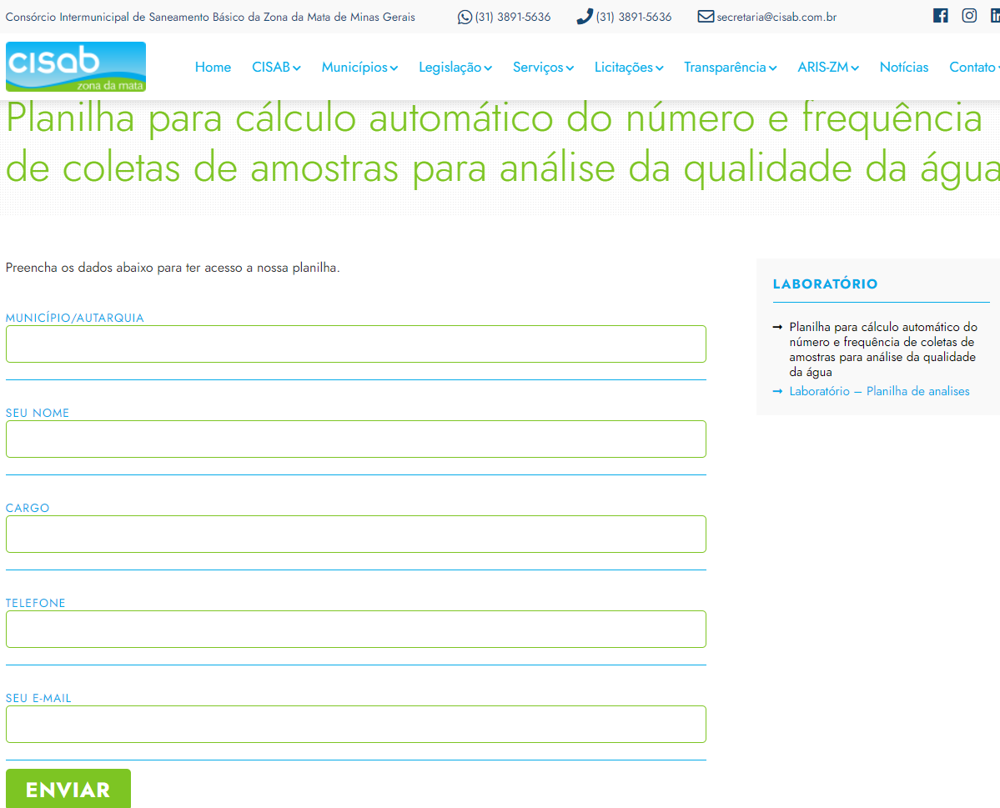 Consórcio Intermunicipal de Saneamento Básico da Zona da Mata de Minas Gerais (31) 3891-5636 (31) 3891-5636 secretaria@cisab.com.br
cisab
zona da mata
Home CISAB Municípios Legislação Serviços Licitações Transparência ARIS-ZM Notícias Contato
Planilha para cálculo automático do número e frequência
de coletas de amostras para análise da qualidade da água
Preencha os dados abaixo para ter acesso a nossa planilha.
MUNICÍPIO/AUTARQUIA
SEU NOME
CARGO
TELEFONE
SEU E-MAIL
ENVIAR
LABORATÓRIO
Planilha para cálculo automático do
número e frequência de coletas de
amostras para análise da qualidade
da água
Laboratório – Planilha de analises